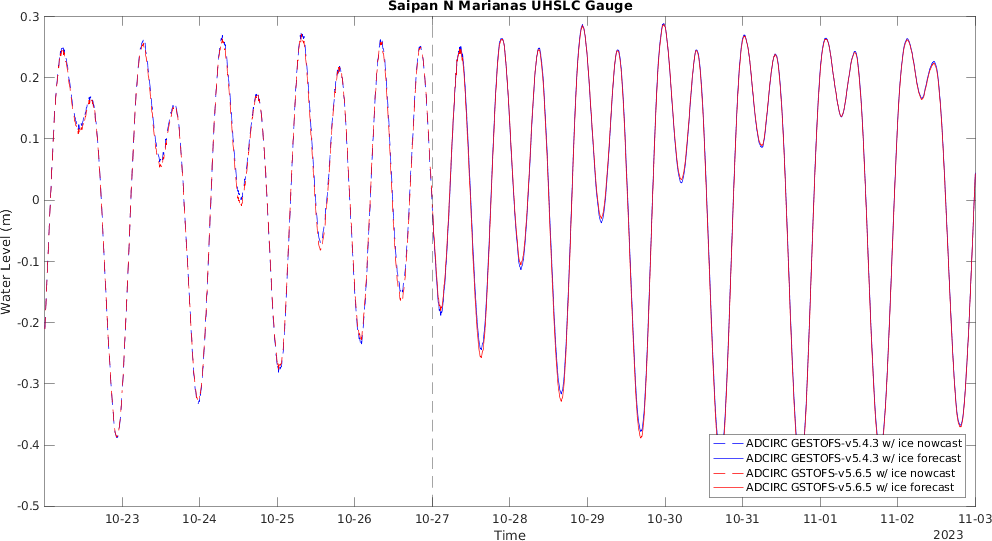 Saipan N Marianas UHSLC Gauge
0.3
0.2
0.1
0
-0.1
-0.2
-0.3
-0.4
-0.5
Water Level (m)
ADCIRC GESTOFS-v5.4.3 w/ ice nowcast
ADCIRC GESTOFS-v5.4.3 w/ ice forecast
ADCIRC GSTOFS-v5.6.5 w/ ice nowcast
ADCIRC GSTOFS-v5.6.5 w/ ice forecast
10-23 10-24 10-25 10-26 10-27 10-28 10-29 10-30 10-31 11-01 11-02 11-03
Time
2023